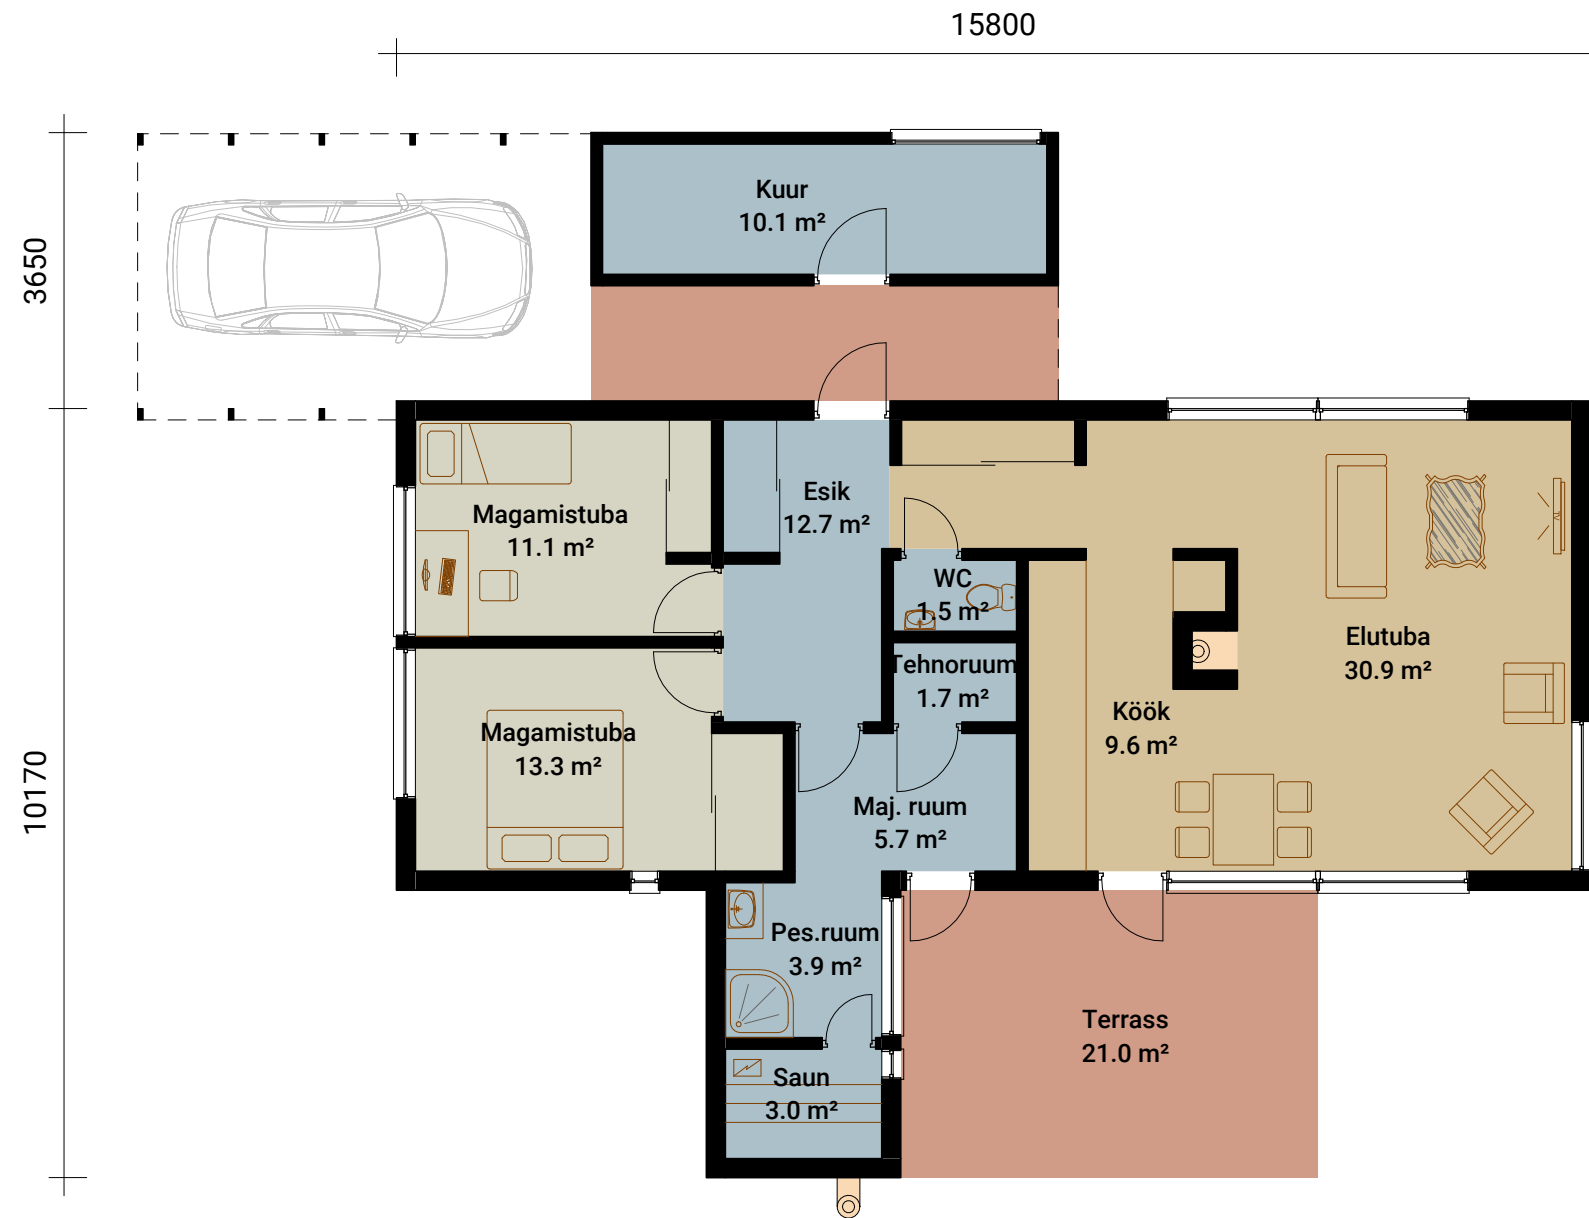 15800
3650
10170
Kuur
10.1 m²
Magamistuba
11.1 m²
Esik
12.7 m²
WC
1.5 m²
Tehnoruum
1.7 m²
Elutuba
30.9 m²
Köök
9.6 m²
Magamistuba
13.3 m²
Maj. ruum
5.7 m²
Pes.ruum
3.9 m²
Saun
3.0 m²
Terrass
21.0 m²